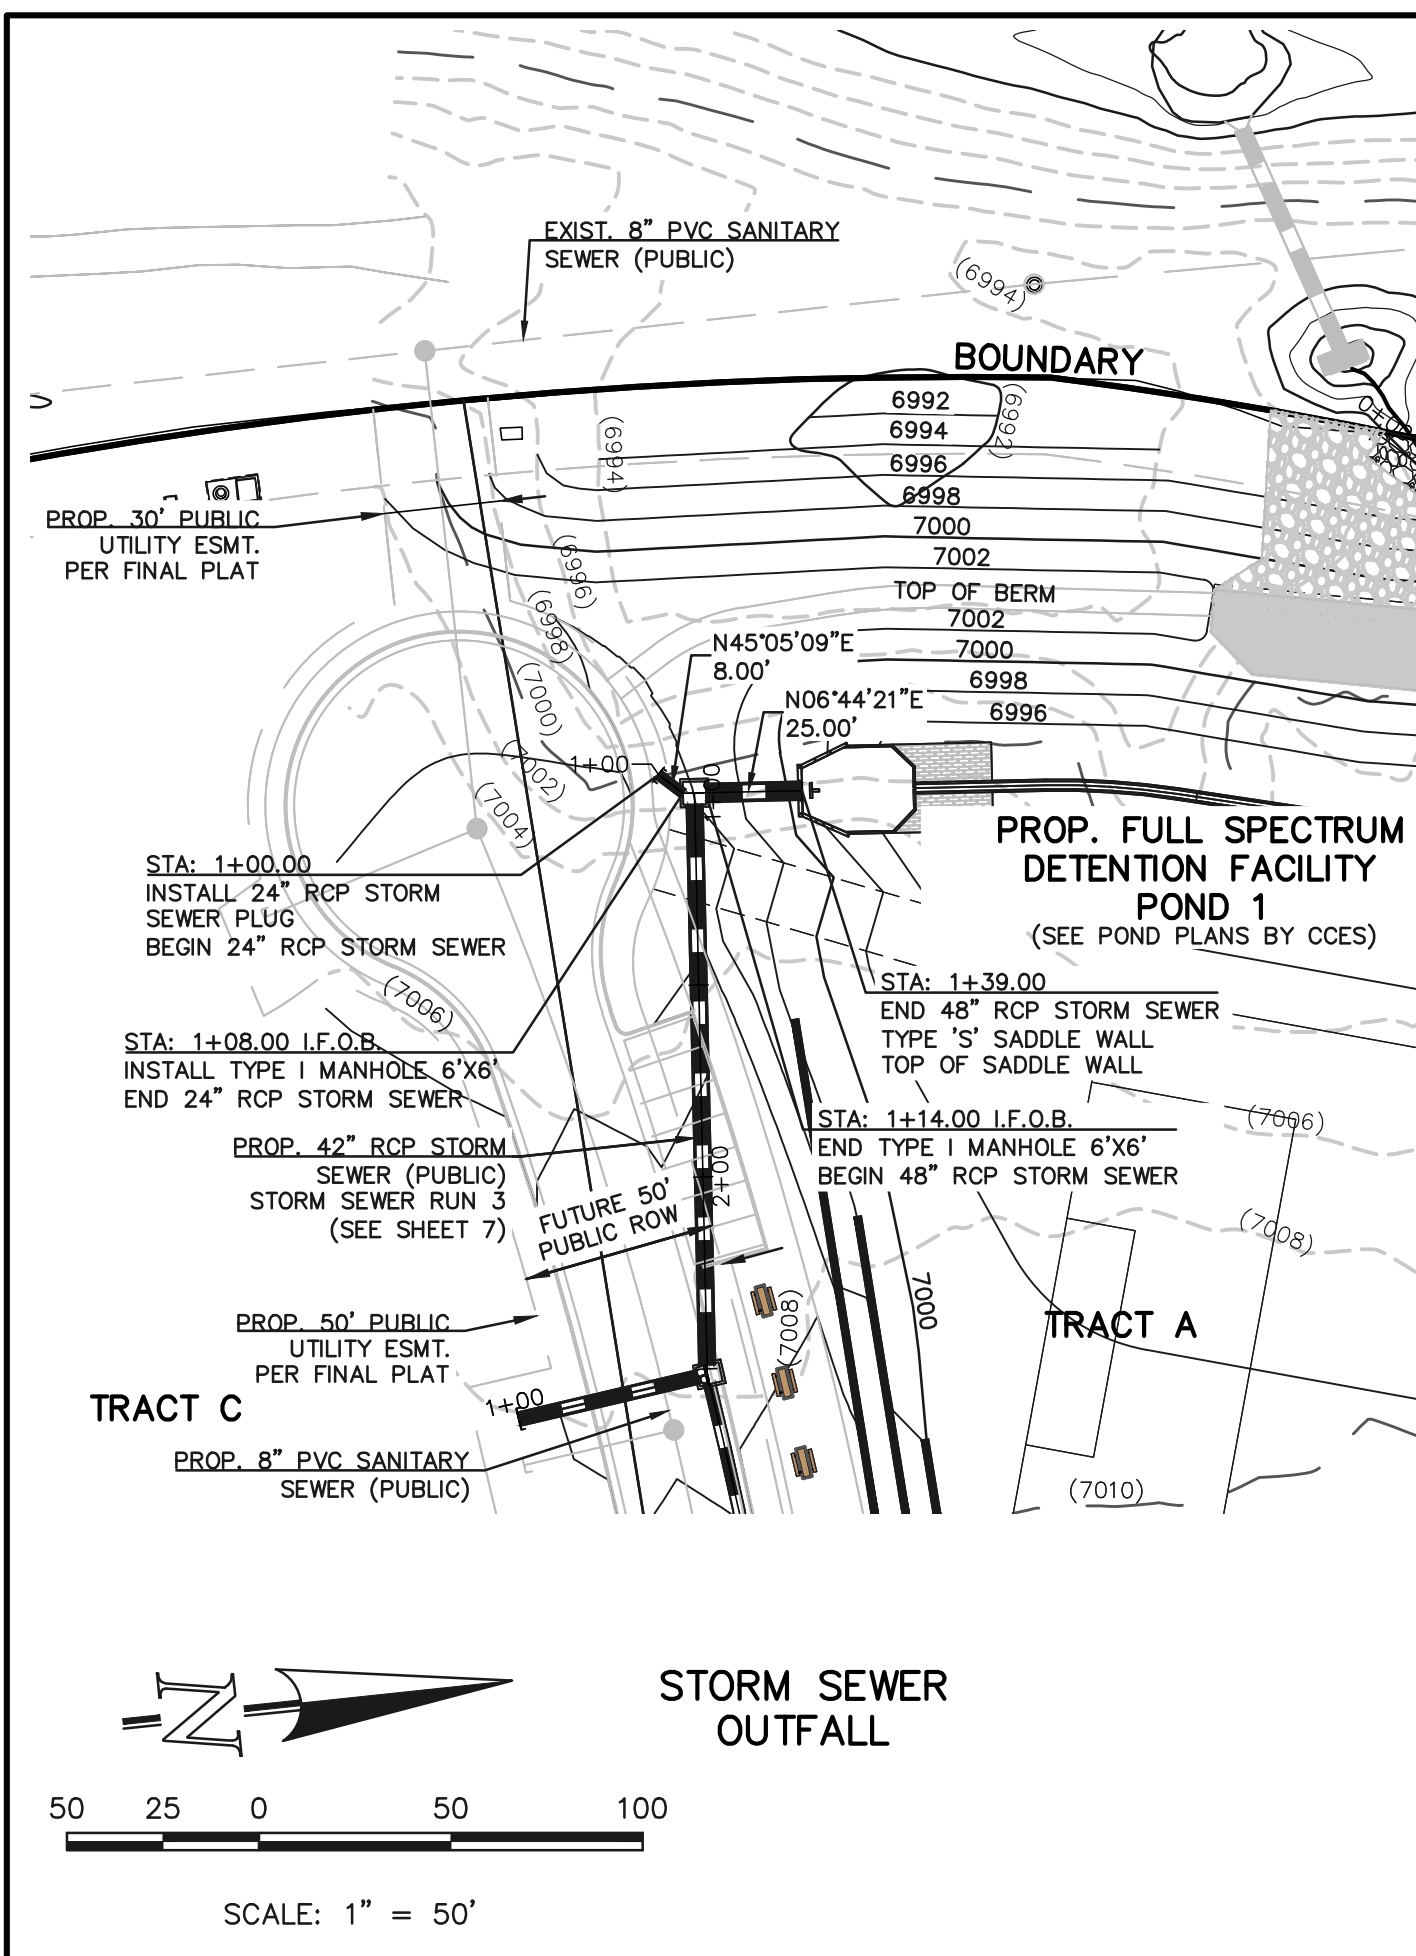 EXIST. 8" PVC SANITARY
SEWER (PUBLIC)
(6994)
BOUNDARY
6992
6994
6996
6998
7000
7002
TOP OF BERM
7002
7000
6998
6996
(6992)
(6994)
(6996)
(6998)
(7000)
(7002)
(7004)
(7006)
PROP. 30' PUBLIC
UTILITY ESMT.
PER FINAL PLAT
N45°05'09"E
8.00'
N06°44'21"E
25.00'
1+00
1+00
PROP. FULL SPECTRUM
DETENTION FACILITY
POND 1
(SEE POND PLANS BY CCES)
STA: 1+00.00
INSTALL 24" RCP STORM
SEWER PLUG
BEGIN 24" RCP STORM SEWER
STA: 1+39.00
END 48" RCP STORM SEWER
TYPE 'S' SADDLE WALL
TOP OF SADDLE WALL
STA: 1+08.00 I.F.O.B.
INSTALL TYPE I MANHOLE 6'X6'
END 24" RCP STORM SEWER
STA: 1+14.00 I.F.O.B.
END TYPE I MANHOLE 6'X6'
BEGIN 48" RCP STORM SEWER
(7006)
PROP. 42" RCP STORM
SEWER (PUBLIC)
STORM SEWER RUN 3
(SEE SHEET 7)
FUTURE 50'
PUBLIC ROW
2+00
(7008)
(7008)
7000
TRACT A
PROP. 50' PUBLIC
UTILITY ESMT.
PER FINAL PLAT
TRACT C
1+00
PROP. 8" PVC SANITARY
SEWER (PUBLIC)
(7010)
N
STORM SEWER
OUTFALL
50 25 0 50 100
SCALE: 1" = 50'